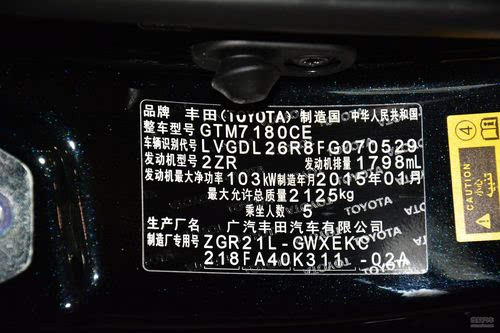 品牌 丰田(TOYOTA) 制造国 中华人民共和国
整车型号 GTM7180CE
车辆识别代号 LVGDL26R8FG070529
发动机型号 2ZR 发动机排量 1798mL
发动机最大净功率 103kW 制造年月 2015年01月
最大允许总质量 2125kg
乘坐人数 5
生产厂名 广汽丰田汽车有限公司
制造厂专用号 ZGR21L-GWXEKC
218FA40K311 -02A
TOYOTA
4
تنبيه